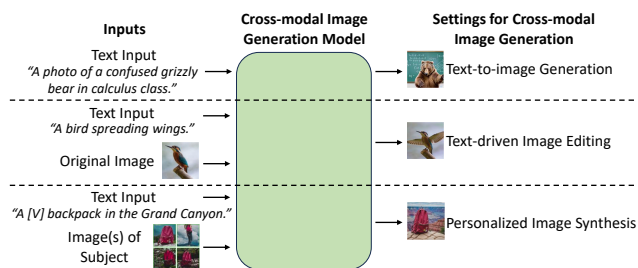 Inputs
Cross-modal Image
Generation Model
Settings for Cross-modal
Image Generation
Text Input
“A photo of a confused grizzly
bear in calculus class.”
Text-to-image Generation
Text Input
“A bird spreading wings.”
Original Image
Text-driven Image Editing
Text Input
“A [V] backpack in the Grand Canyon.”
Image(s) of
Subject
Personalized Image Synthesis